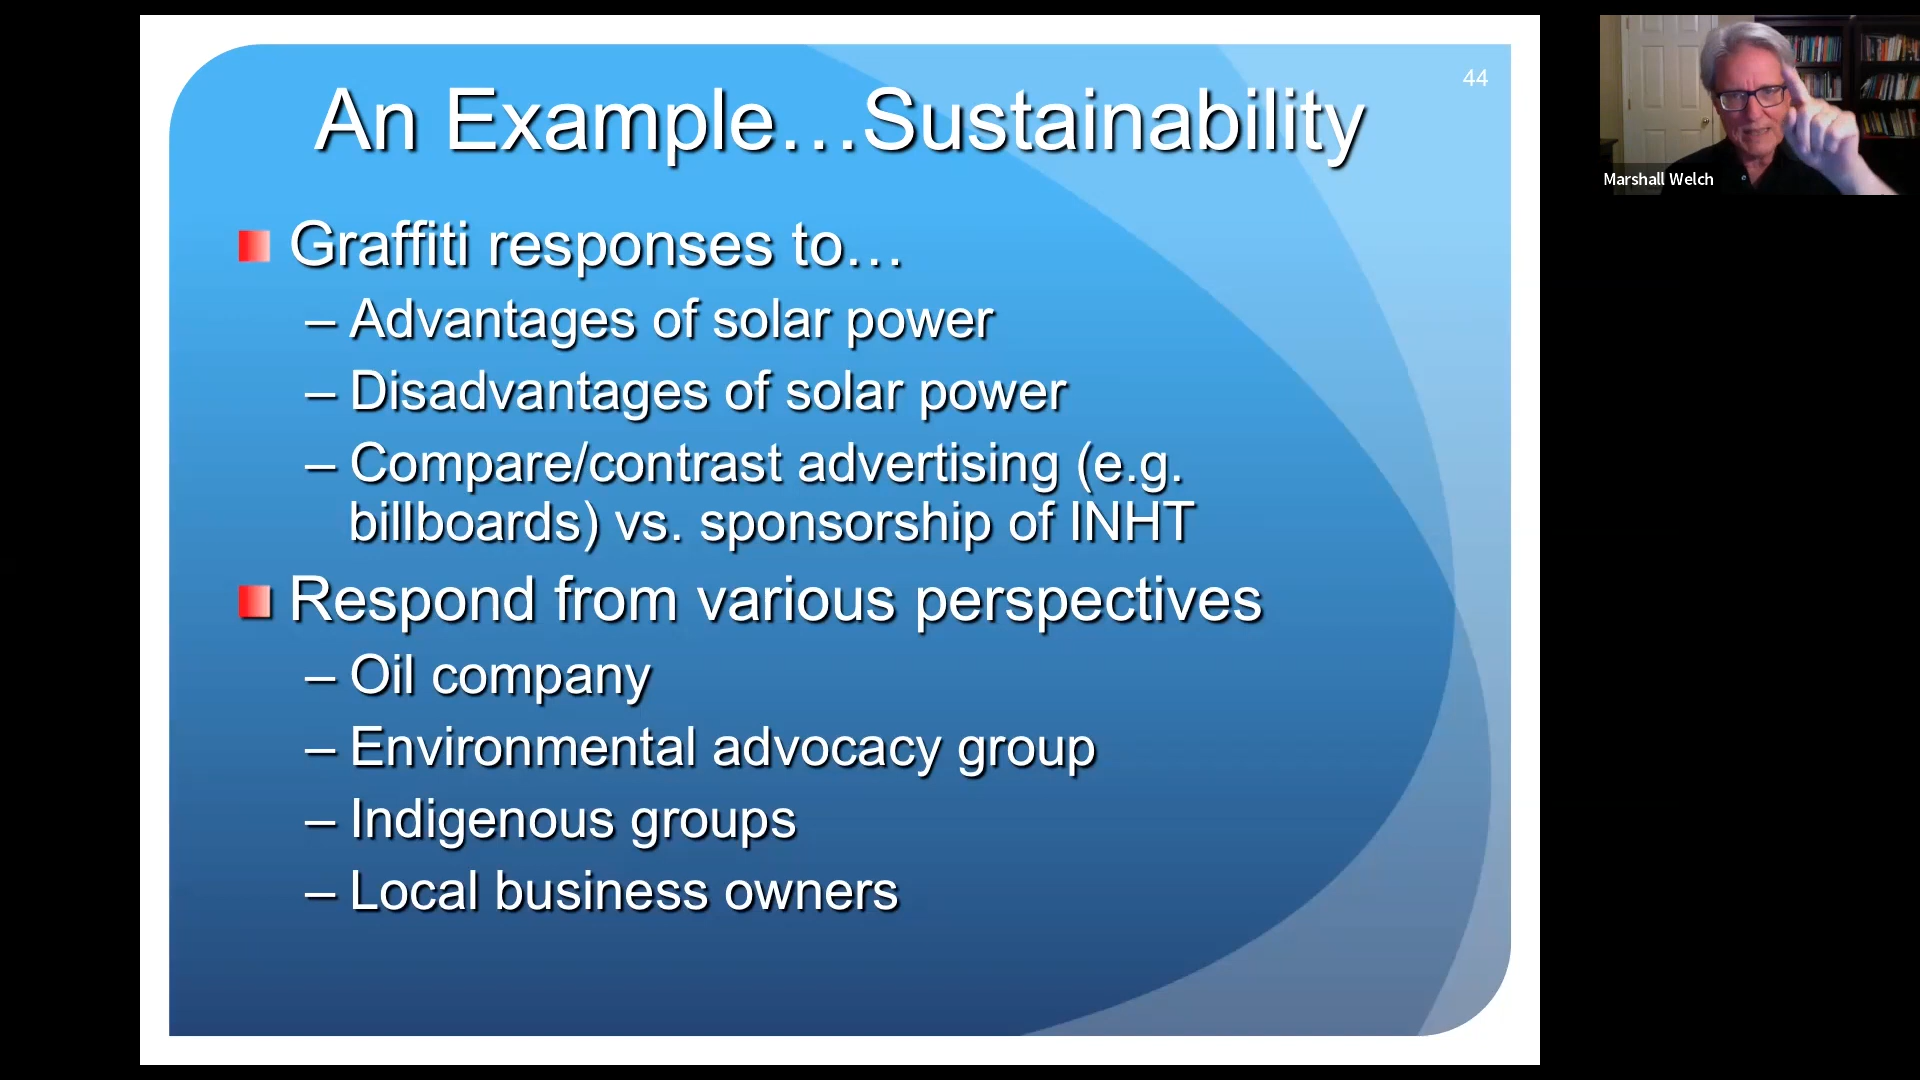 An Example…Sustainability
44
Graffiti responses to…
– Advantages of solar power
– Disadvantages of solar power
– Compare/contrast advertising (e.g.
billboards) vs. sponsorship of INHT
Respond from various perspectives
– Oil company
– Environmental advocacy group
– Indigenous groups
– Local business owners
Marshall Welch